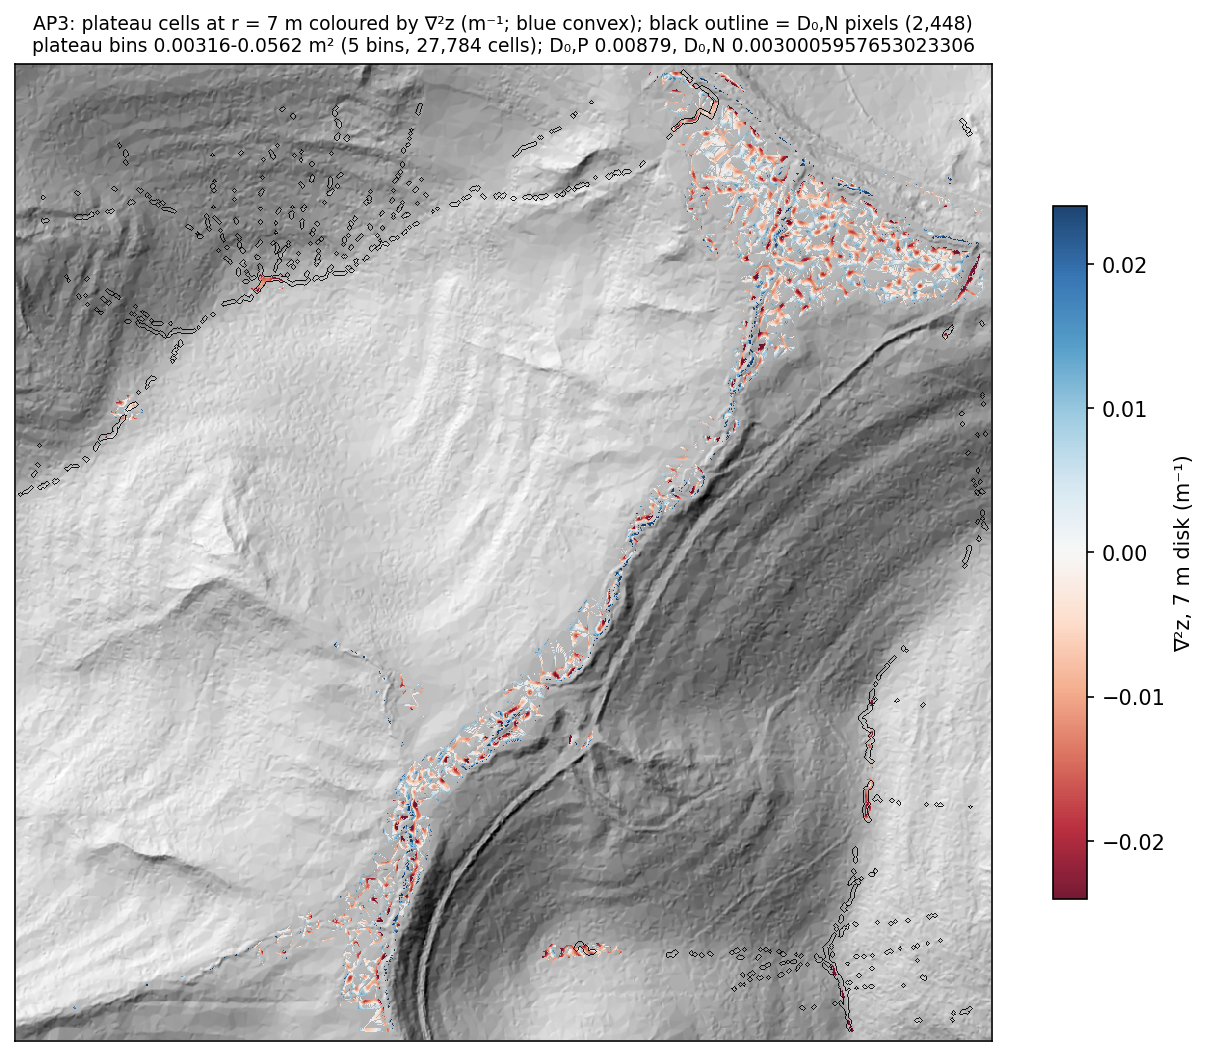 AP3: plateau cells at r = 7 m coloured by ∇²z (m⁻¹; blue convex); black outline = D₀,N pixels (2,448)
plateau bins 0.00316-0.0562 m² (5 bins, 27,784 cells); D₀,P 0.00879, D₀,N 0.0030005957653023306
0.02
0.01
0.00
−0.01
−0.02
∇²z, 7 m disk (m⁻¹)